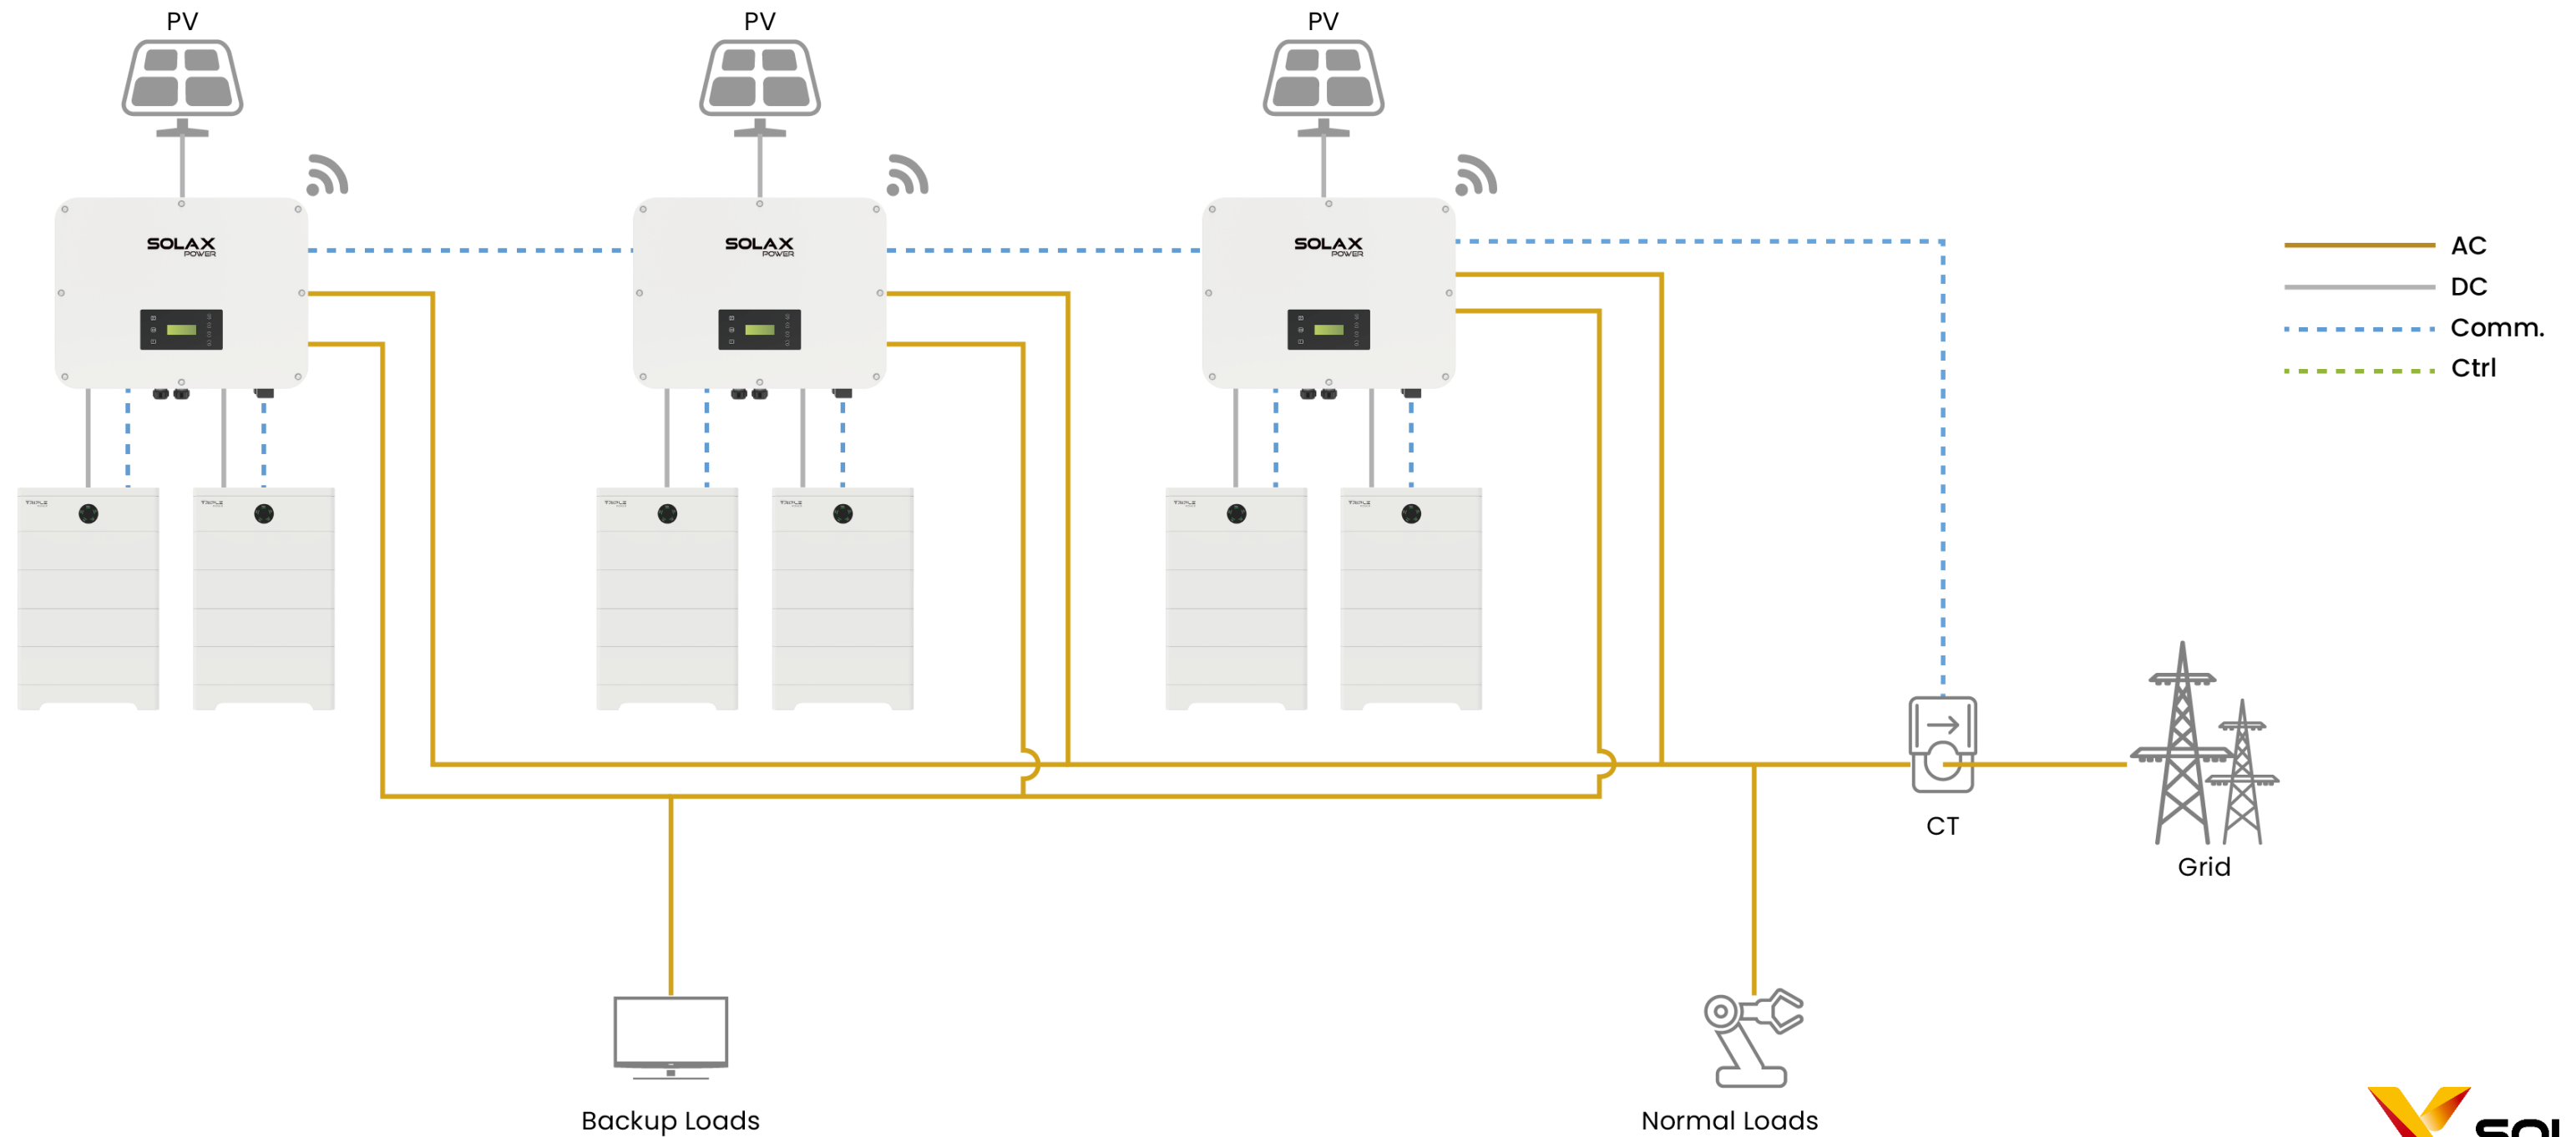 PV
PV
PV
SOLAX
POWER
SOLAX
POWER
SOLAX
POWER
AC
DC
Comm.
Ctrl
CT
Grid
Backup Loads
Normal Loads